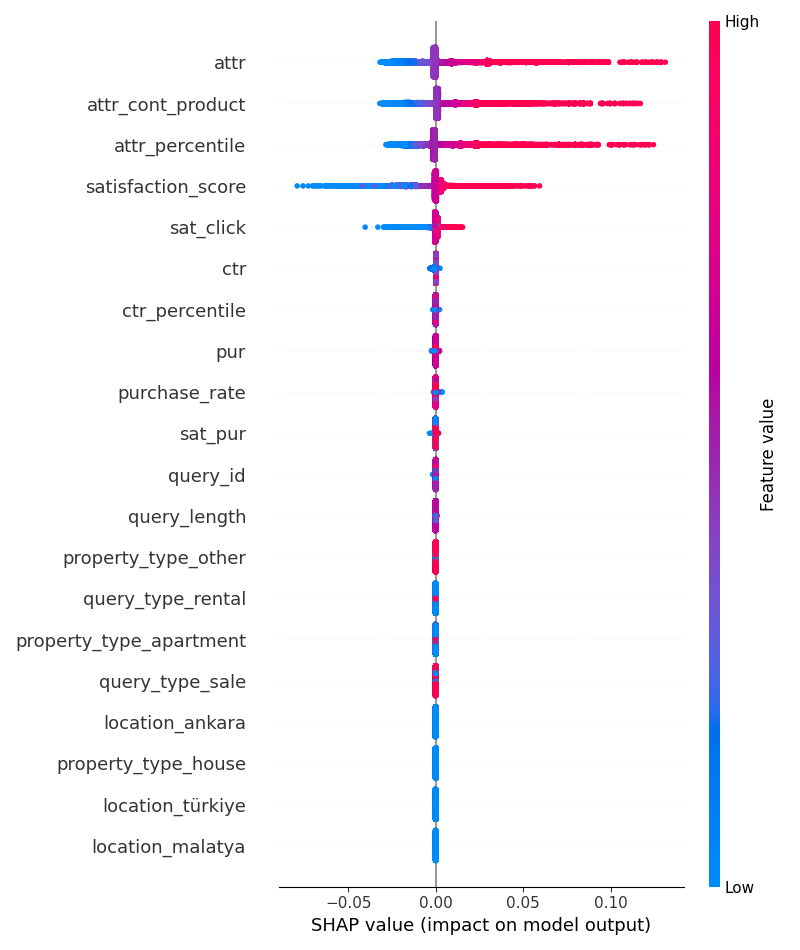 High
attr
attr_cont_product
attr_percentile
satisfaction_score
sat_click
ctr
ctr_percentile
pur
purchase_rate
sat_pur
query_id
query_length
property_type_other
query_type_rental
property_type_apartment
query_type_sale
location_ankara
property_type_house
location_türkiye
location_malatya
Feature value
Low
−0.05 0.00 0.05 0.10
SHAP value (impact on model output)